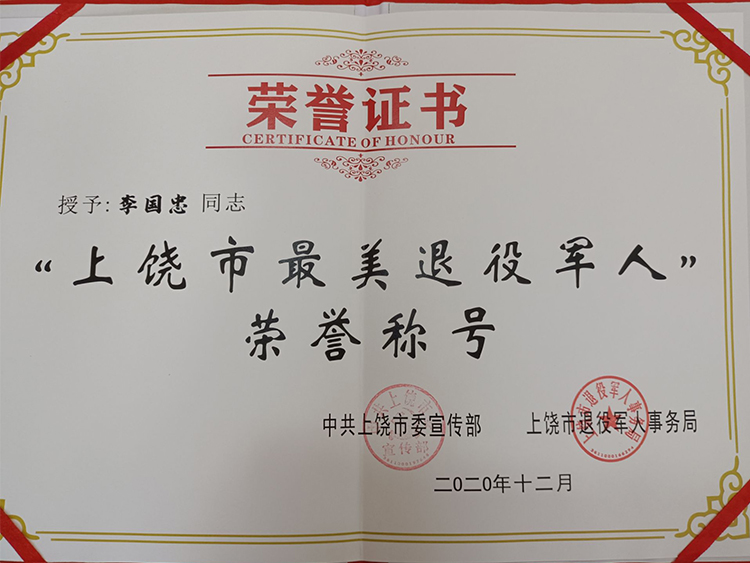 荣誉证书
CERTIFICATE OF HONOUR
授予: 李国忠 同志
“上饶市最美退役军人”
荣誉称号
中共上饶市委宣传部 上饶市退役军人事务局
二〇二〇年十二月